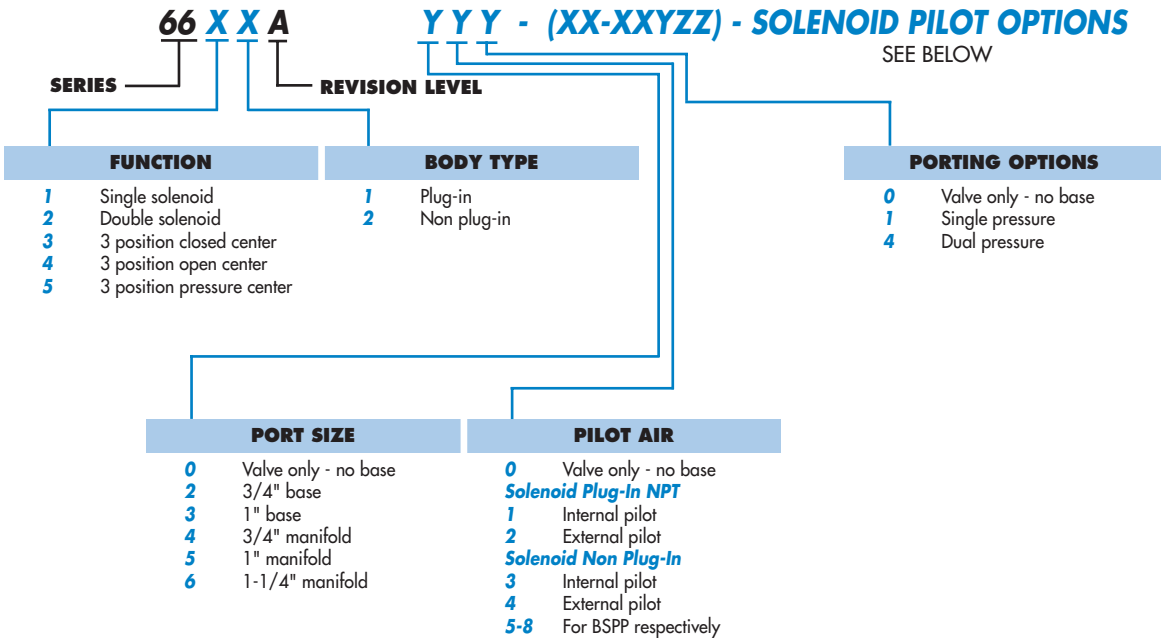 66 X X A Y Y Y - (XX-XXYZZ) - SOLENOID PILOT OPTIONS
SEE BELOW
SERIES
REVISION LEVEL
FUNCTION
1 Single solenoid
2 Double solenoid
3 3 position closed center
4 3 position open center
5 3 position pressure center
BODY TYPE
1 Plug-in
2 Non plug-in
PORTING OPTIONS
0 Valve only - no base
1 Single pressure
4 Dual pressure
PORT SIZE
0 Valve only - no base
2 3/4" base
3 1" base
4 3/4" manifold
5 1" manifold
6 1-1/4" manifold
PILOT AIR
0 Valve only - no base
Solenoid Plug-In NPT
1 Internal pilot
2 External pilot
Solenoid Non Plug-In
3 Internal pilot
4 External pilot
5-8 For BSPP respectively